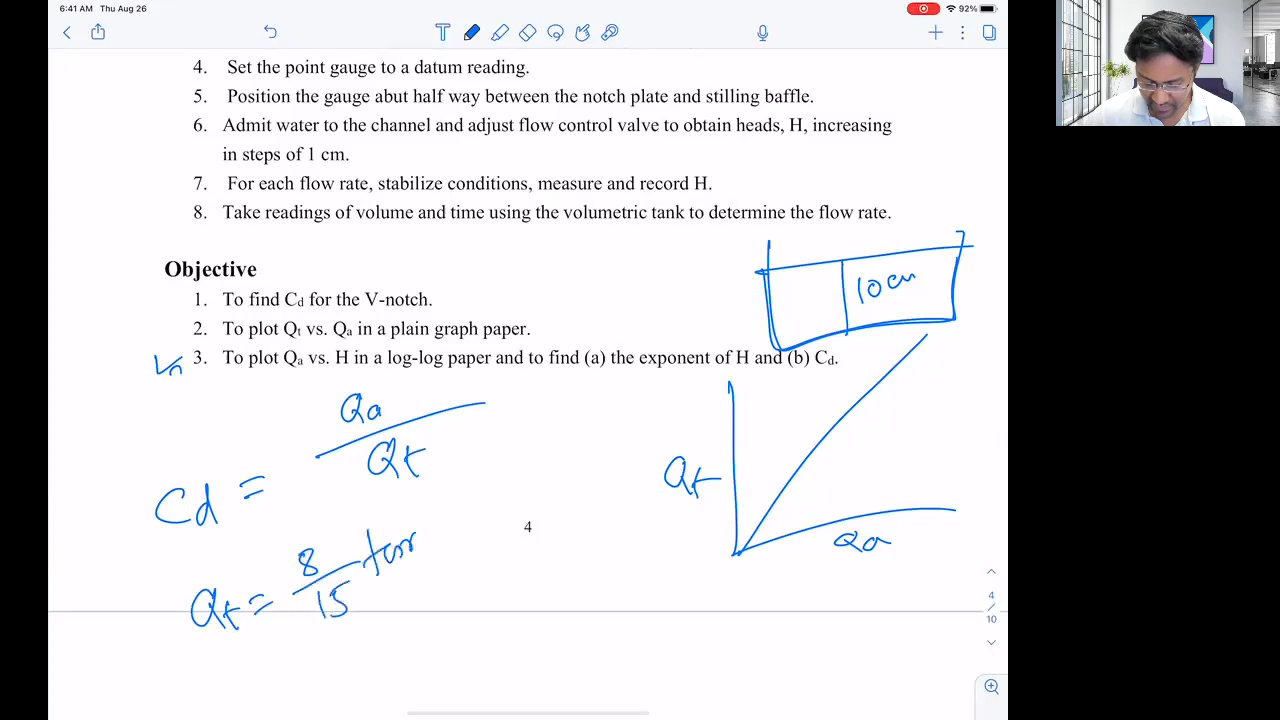 6:41 AM Thu Aug 26
92%
T
4. Set the point gauge to a datum reading.
5. Position the gauge abut half way between the notch plate and stilling baffle.
6. Admit water to the channel and adjust flow control valve to obtain heads, H, increasing
in steps of 1 cm.
7. For each flow rate, stabilize conditions, measure and record H.
8. Take readings of volume and time using the volumetric tank to determine the flow rate.
Objective
10 cm
1. To find Cd for the V-notch.
2. To plot Qt vs. Qa in a plain graph paper.
3. To plot Qa vs. H in a log-log paper and to find (a) the exponent of H and (b) Cd.
Cd = Qa / Qt
Qt
Qa
4
Qt = 8/15 tan
4
/
10